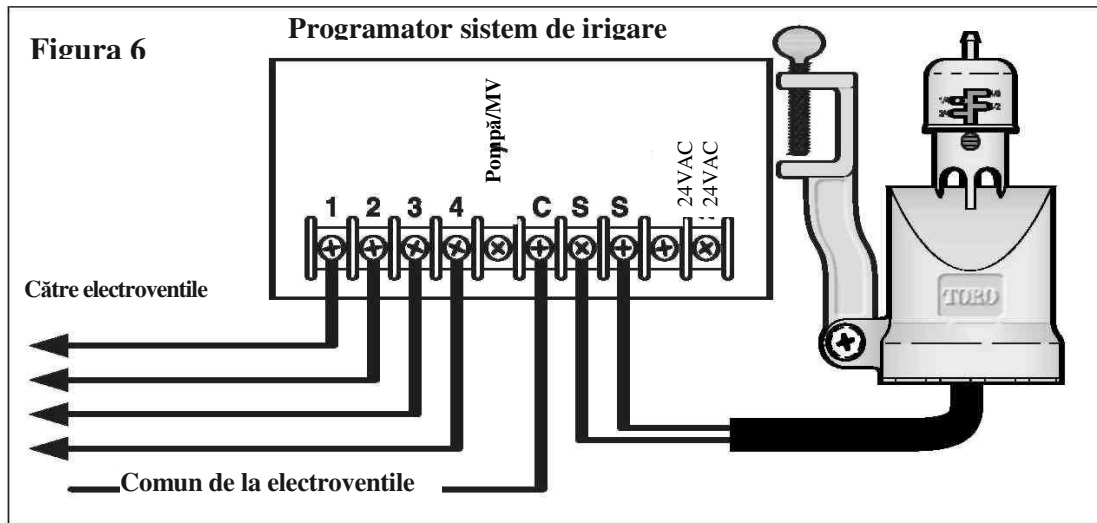 Programator sistem de irigare
Figura 6
Pompă/MV
24VAC
24VAC
1 2 3 4 C S S
Către electroventile
TORO
Comun de la electroventile